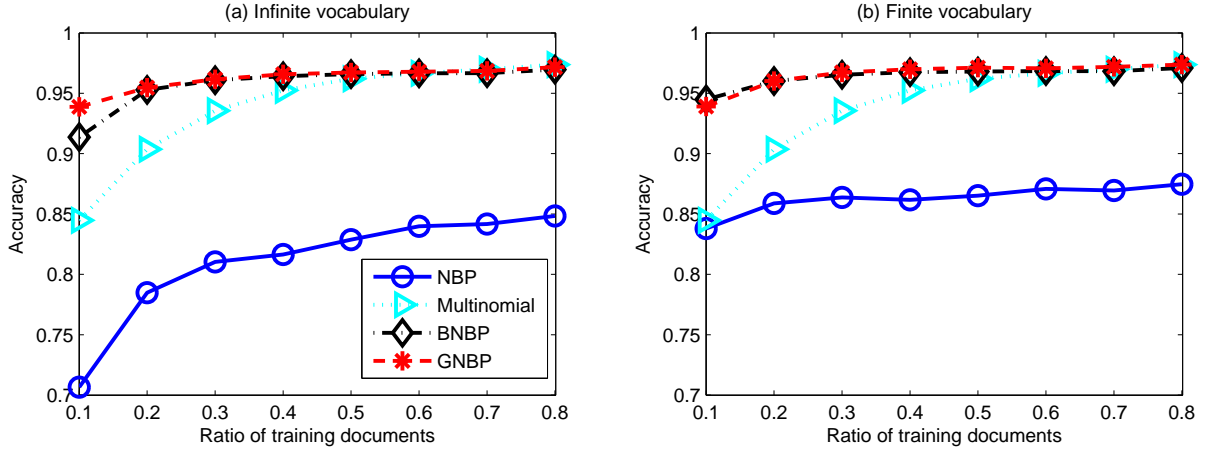 (a) Infinite vocabulary
1
0.95
0.9
0.85
0.8
0.75
0.7
Accuracy
0.1 0.2 0.3 0.4 0.5 0.6 0.7 0.8
Ratio of training documents
NBP
Multinomial
BNBP
GNBP
(b) Finite vocabulary
1
0.95
0.9
0.85
0.8
0.75
0.7
Accuracy
0.1 0.2 0.3 0.4 0.5 0.6 0.7 0.8
Ratio of training documents